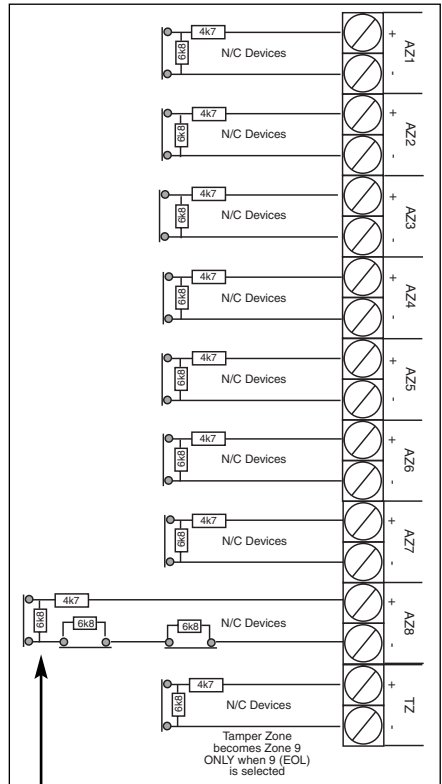 4k7
+
6k8
N/C Devices
AZ1
-
4k7
+
6k8
N/C Devices
AZ2
-
4k7
+
6k8
N/C Devices
AZ3
-
4k7
+
6k8
N/C Devices
AZ4
-
4k7
+
6k8
N/C Devices
AZ5
-
4k7
+
6k8
N/C Devices
AZ6
-
4k7
+
6k8
N/C Devices
AZ7
-
4k7
+
6k8
6k8
6k8
N/C Devices
AZ8
-
4k7
+
6k8
N/C Devices
TZ
-
Tamper Zone
becomes Zone 9
ONLY when 9 (EOL)
is selected